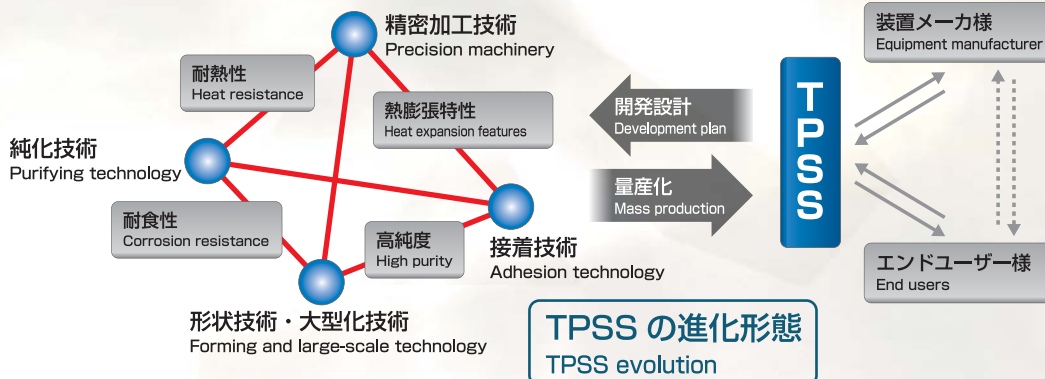 精密加工技術
Precision machinery
耐熱性
Heat resistance
熱膨張特性
Heat expansion features
純化技術
Purifying technology
耐食性
Corrosion resistance
高純度
High purity
接着技術
Adhesion technology
形状技術・大型化技術
Forming and large-scale technology
開発設計
Development plan
量産化
Mass production
TPSS
装置メーカ様
Equipment manufacturer
エンドユーザー様
End users
TPSS の進化形態
TPSS evolution